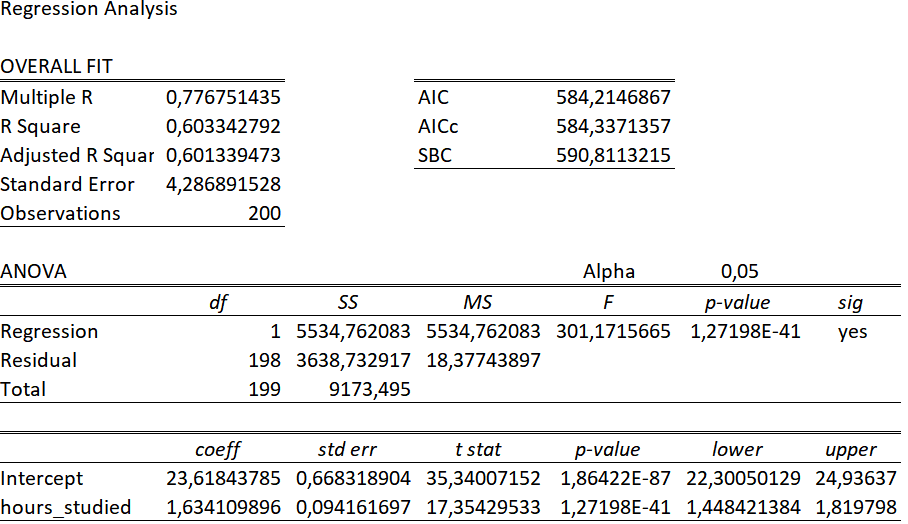 Regression Analysis
OVERALL FIT
Multiple R 0,776751435 AIC 584,2146867
R Square 0,603342792 AICc 584,3371357
Adjusted R Squar 0,601339473 SBC 590,8113215
Standard Error 4,286891528
Observations 200
ANOVA Alpha 0,05
df SS MS F p-value sig
Regression 1 5534,762083 5534,762083 301,1715665 1,27198E-41 yes
Residual 198 3638,732917 18,37743897
Total 199 9173,495
coeff std err t stat p-value lower upper
Intercept 23,61843785 0,668318904 35,34007152 1,86422E-87 22,30050129 24,93637
hours_studied 1,634109896 0,094161697 17,35429533 1,27198E-41 1,448421384 1,819798